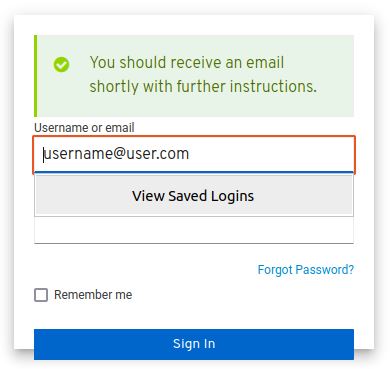 You should receive an email
shortly with further instructions.
Username or email
username@user.com
View Saved Logins
Forgot Password?
Remember me
Sign In